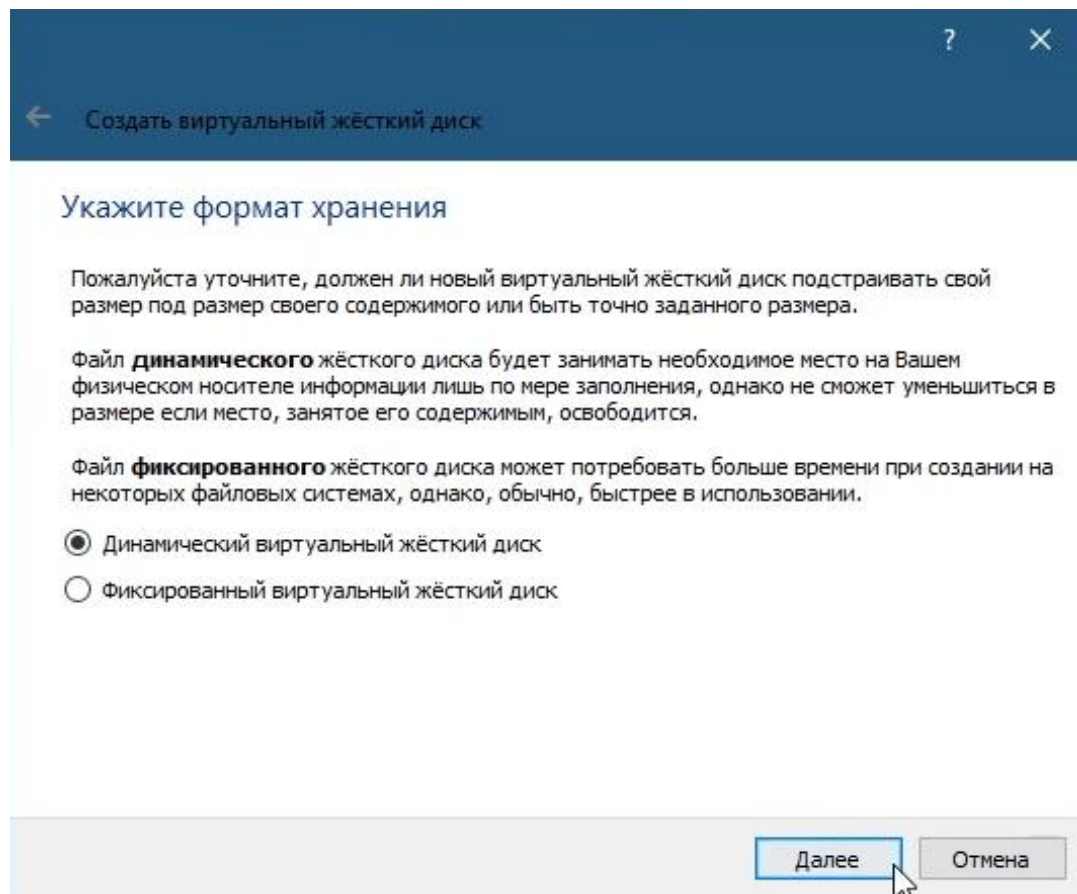 ?
Создать виртуальный жёсткий диск
Укажите формат хранения
Пожалуйста уточните, должен ли новый виртуальный жёсткий диск подстраивать свой
размер под размер своего содержимого или быть точно заданного размера.
Файл динамического жёсткого диска будет занимать необходимое место на Вашем
физическом носителе информации лишь по мере заполнения, однако не сможет уменьшиться в
размере если место, занятое его содержимым, освободится.
Файл фиксированного жёсткого диска может потребовать больше времени при создании на
некоторых файловых системах, однако, обычно, быстрее в использовании.
Динамический виртуальный жёсткий диск
Фиксированный виртуальный жёсткий диск
Далее Отмена